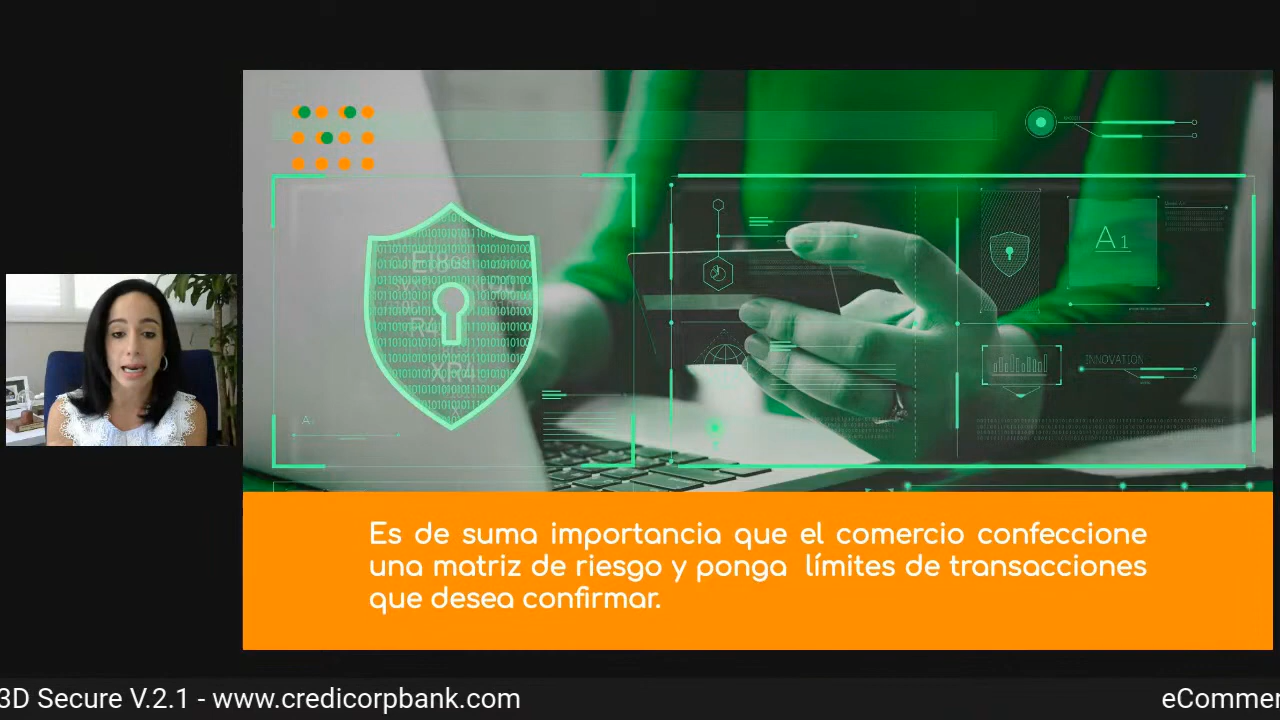 A1
INNOVATION
Es de suma importancia que el comercio confeccione
una matriz de riesgo y ponga límites de transacciones
que desea confirmar.
3D Secure V.2.1 - www.credicorpbank.com
eCommer